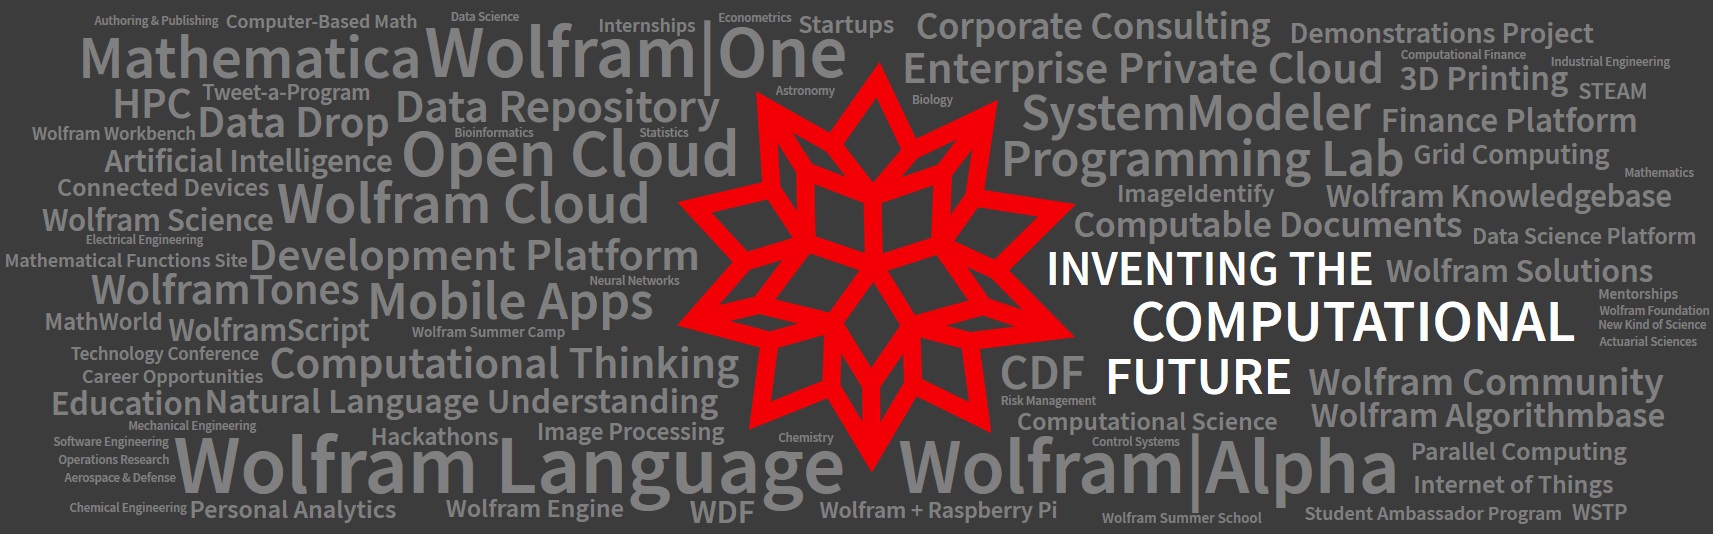 Authoring & Publishing
Computer-Based Math
Data Science
Internships
Econometrics
Startups
Corporate Consulting
Demonstrations Project
Mathematica
Wolfram|One
Enterprise Private Cloud
Computational Finance
Industrial Engineering
3D Printing
STEAM
HPC
Tweet-a-Program
Data Repository
Astronomy
Biology
SystemModeler
Finance Platform
Wolfram Workbench
Data Drop
Bioinformatics
Statistics
Open Cloud
Programming Lab
Grid Computing
Artificial Intelligence
Mathematics
Connected Devices
Wolfram Cloud
ImageIdentify
Wolfram Knowledgebase
Wolfram Science
Computable Documents
Data Science Platform
Electrical Engineering
Mathematical Functions Site
Development Platform
INVENTING THE
COMPUTATIONAL
FUTURE
Wolfram Solutions
Neural Networks
WolframTones
Mobile Apps
Mentorships
Wolfram Foundation
New Kind of Science
Actuarial Sciences
MathWorld
WolframScript
Wolfram Summer Camp
Technology Conference
Computational Thinking
Career Opportunities
CDF
Wolfram Community
Education
Natural Language Understanding
Risk Management
Computational Science
Wolfram Algorithmbase
Mechanical Engineering
Hackathons
Image Processing
Chemistry
Control Systems
Software Engineering
Operations Research
Aerospace & Defense
Wolfram Language
Wolfram|Alpha
Parallel Computing
Internet of Things
Chemical Engineering
Personal Analytics
Wolfram Engine
WDF
Wolfram + Raspberry Pi
Wolfram Summer School
Student Ambassador Program
WSTP